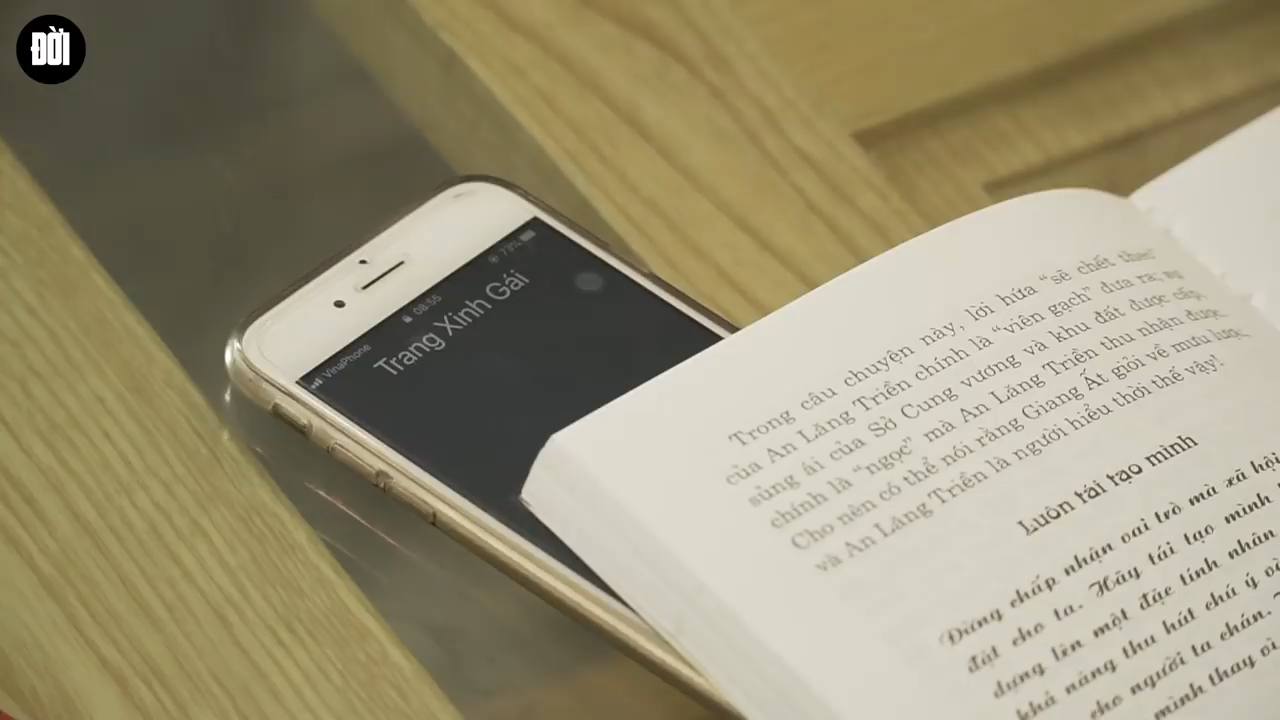 ĐỜI
VinaPhone
08:55
73%
Trang Xinh Gái
Trong câu chuyện này, lời hứa “sẽ chết theo”
của An Lăng Triền chính là “viên gạch” đưa ra; sự
sủng ái của Sở Cung vương và khu đất được cấp
chính là “ngọc” mà An Lăng Triền thu nhận được.
Cho nên có thể nói rằng Giang Ất giỏi về mưu lược
và An Lăng Triền là người hiểu thời thế vậy!
Luôn tái tạo mình
Đừng chấp nhận vai trò mà xã hội
đặt cho ta. Hãy tái tạo mình
dựng lên một đặc tính nhân
khả năng thu hút chú ý
cho người ta chán.
mình thay vì